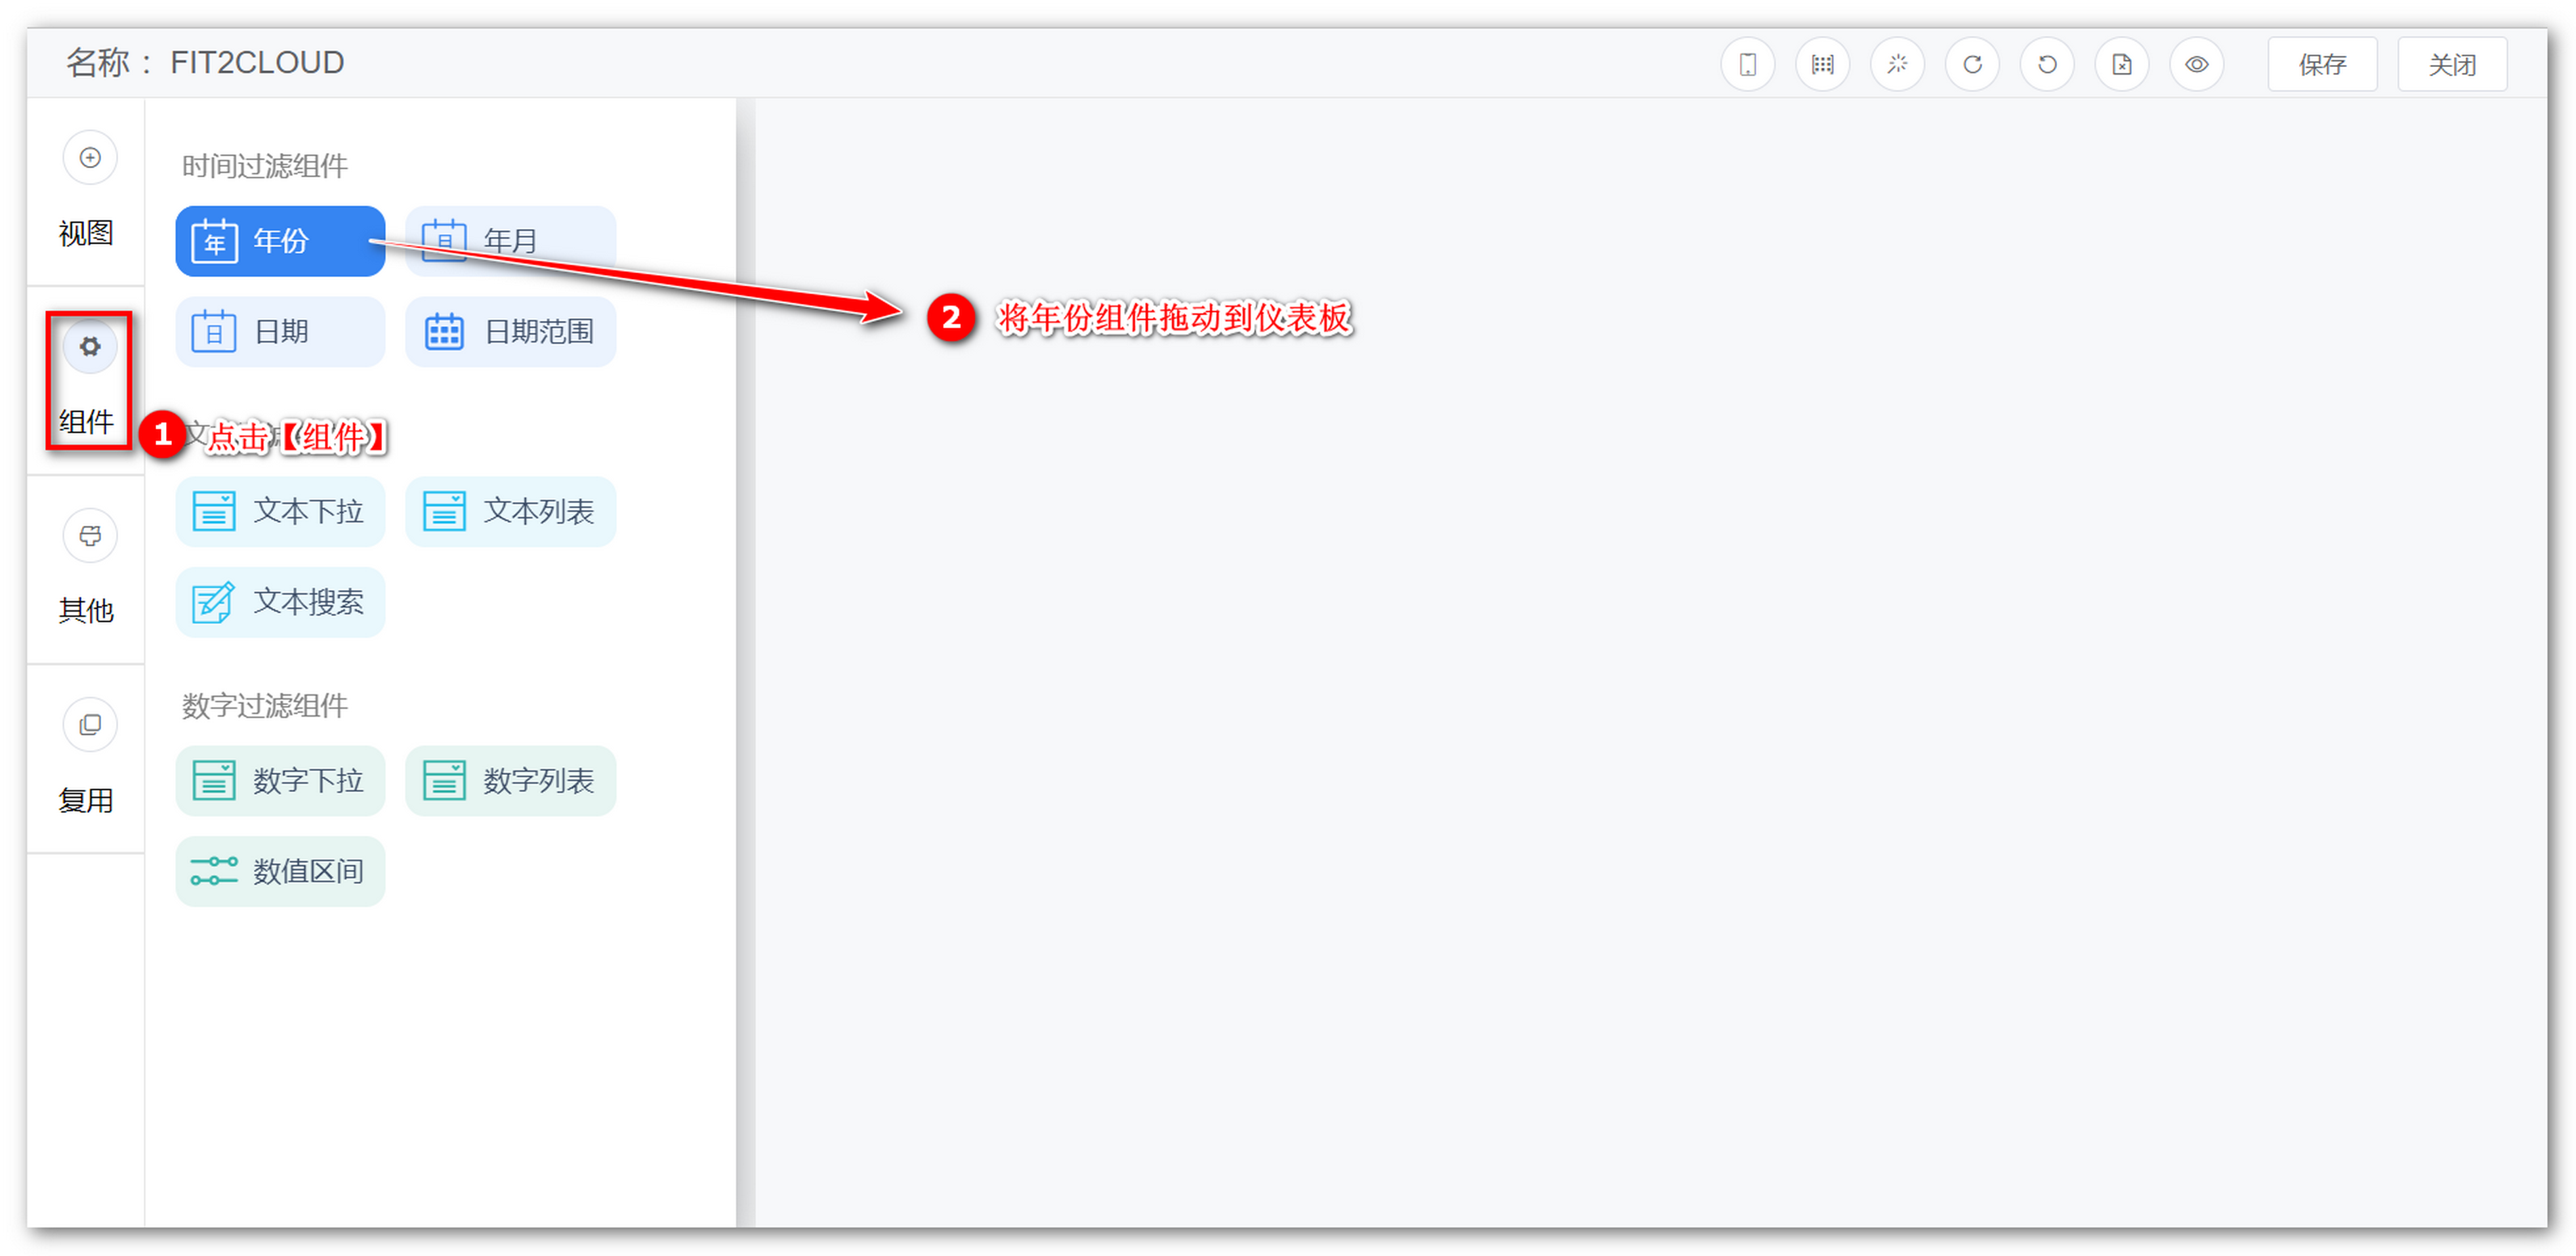 名称： FIT2CLOUD
保存
关闭
视图
组件
其他
复用
时间过滤组件
年 年份
日 年月
日 日期
日期范围
2 将年份组件拖动到仪表板
1 点击【组件】
文
文本下拉
文本列表
文本搜索
数字过滤组件
数字下拉
数字列表
数值区间